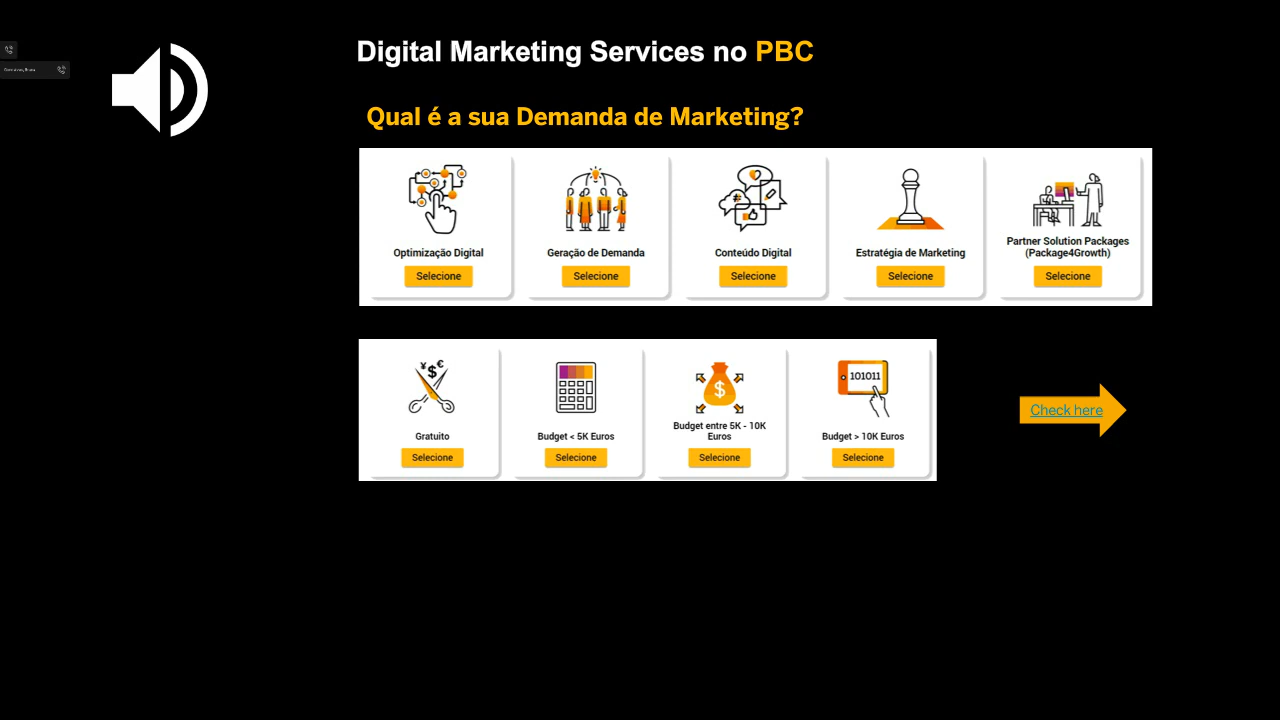 Digital Marketing Services no PBC
Qual é a sua Demanda de Marketing?
Optimização Digital
Selecione
Geração de Demanda
Selecione
Conteúdo Digital
Selecione
Estratégia de Marketing
Selecione
Partner Solution Packages
(Package4Growth)
Selecione
¥$€
Gratuito
Selecione
Budget < 5K Euros
Selecione
$
Budget entre 5K - 10K
Euros
Selecione
101011
Budget > 10K Euros
Selecione
Check here